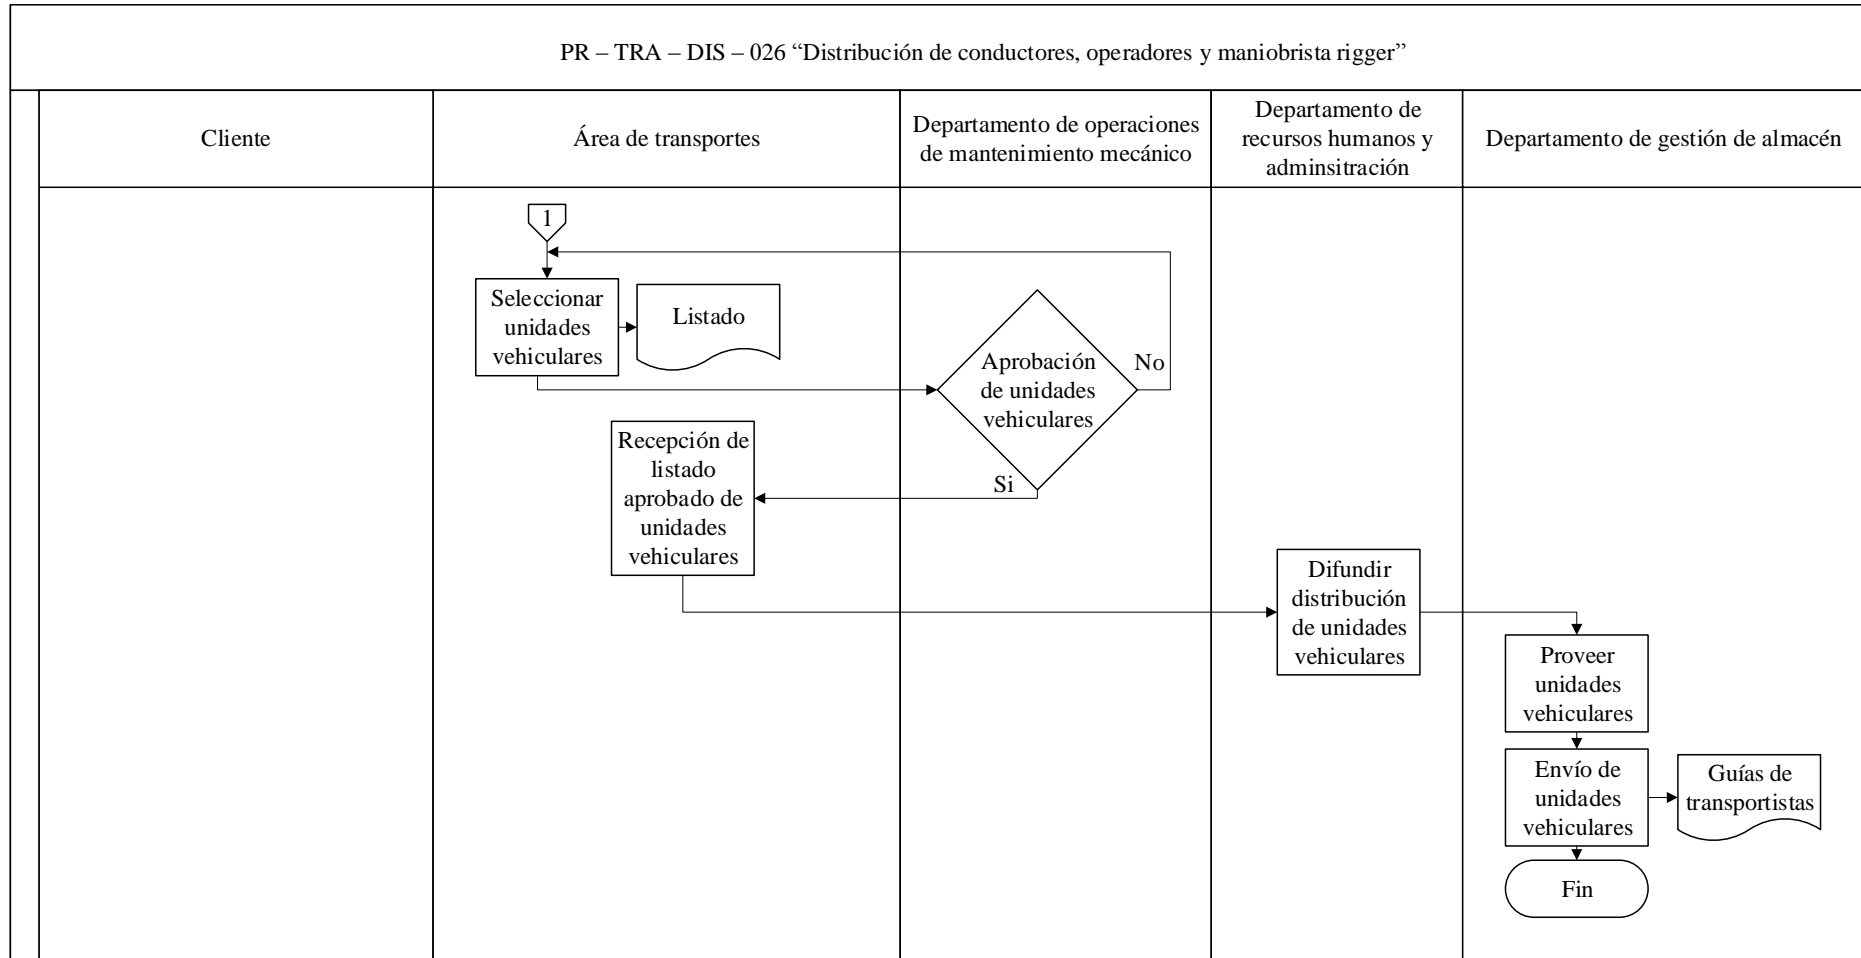 PR – TRA – DIS – 026 “Distribución de conductores, operadores y maniobrista rigger”
Cliente
Área de transportes
Departamento de operaciones
de mantenimiento mecánico
Departamento de
recursos humanos y
adminsitración
Departamento de gestión de almacén
1
Seleccionar
unidades
vehiculares
Listado
Aprobación
de unidades
vehiculares
No
Si
Recepción de
listado
aprobado de
unidades
vehiculares
Difundir
distribución
de unidades
vehiculares
Proveer
unidades
vehiculares
Envío de
unidades
vehiculares
Guías de
transportistas
Fin